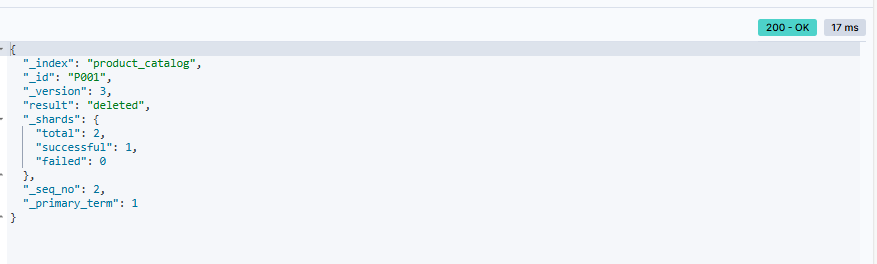 200 - OK 17 ms
{
  "_index": "product_catalog",
  "_id": "P001",
  "_version": 3,
  "result": "deleted",
  "_shards": {
    "total": 2,
    "successful": 1,
    "failed": 0
  },
  "_seq_no": 2,
  "_primary_term": 1
}